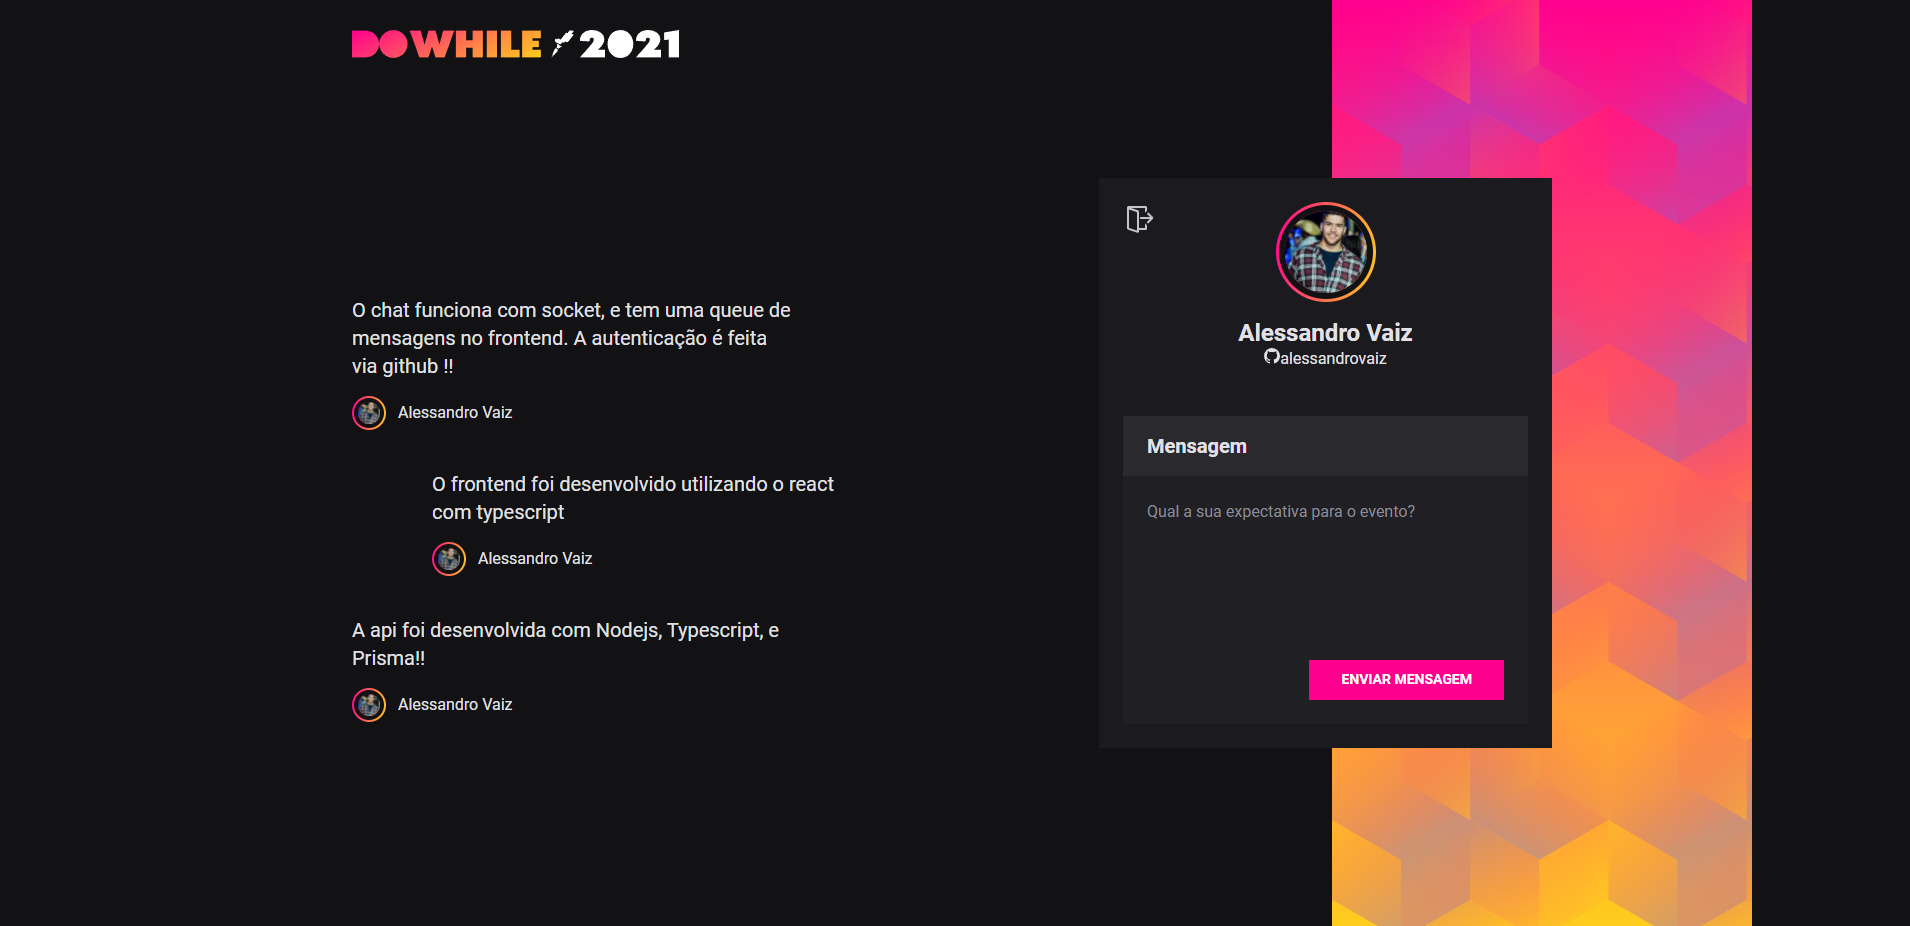 DOWHILE 2021
O chat funciona com socket, e tem uma queue de
mensagens no frontend. A autenticação é feita
via github !!
Alessandro Vaiz
O frontend foi desenvolvido utilizando o react
com typescript
Alessandro Vaiz
A api foi desenvolvida com Nodejs, Typescript, e
Prisma!!
Alessandro Vaiz
Alessandro Vaiz
alessandrovaiz
Mensagem
Qual a sua expectativa para o evento?
ENVIAR MENSAGEM